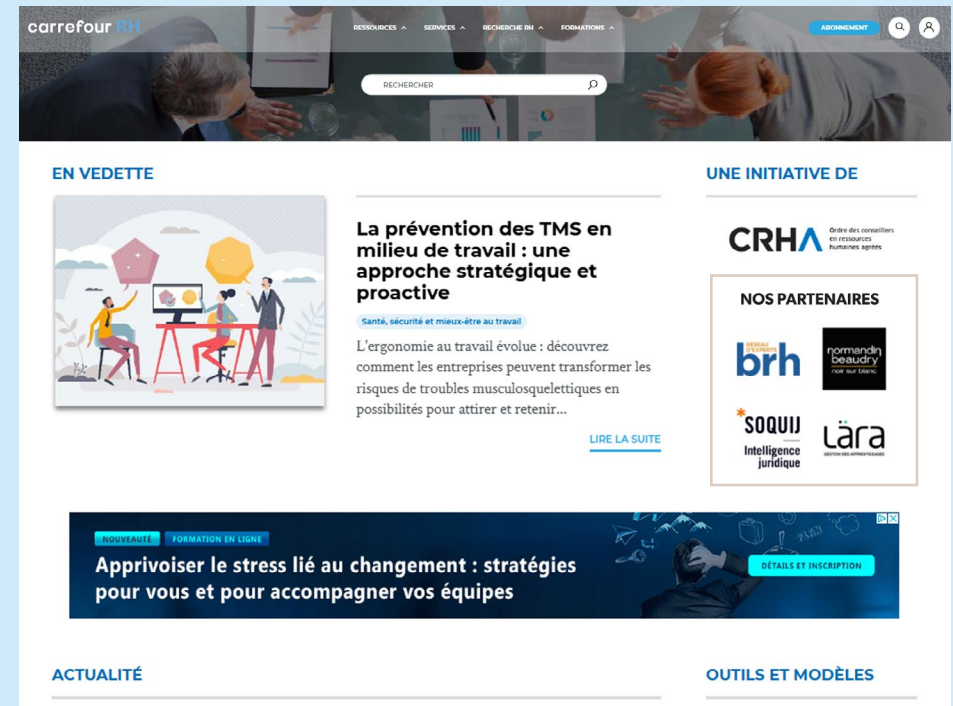 carrefour RH
RESSOURCES
SERVICES
RECHERCHE RH
FORMATIONS
ABONNEMENT
RECHERCHER
EN VEDETTE
La prévention des TMS en
milieu de travail : une
approche stratégique et
proactive
Santé, sécurité et mieux-être au travail
L'ergonomie au travail évolue : découvrez
comment les entreprises peuvent transformer les
risques de troubles musculosquelettiques en
possibilités pour attirer et retenir...
LIRE LA SUITE
UNE INITIATIVE DE
CRHA
Ordre des conseillers
en ressources
humaines agréés
NOS PARTENAIRES
RÉSEAU
D'EXPERTS
brh
normandin
beaudry
noir sur blanc
SOQUIJ
Intelligence
juridique
lära
GESTION DES APPRENTISSAGES
NOUVEAUTÉ
FORMATION EN LIGNE
Apprivoiser le stress lié au changement : stratégies
pour vous et pour accompagner vos équipes
DÉTAILS ET INSCRIPTION
ACTUALITÉ
OUTILS ET MODÈLES